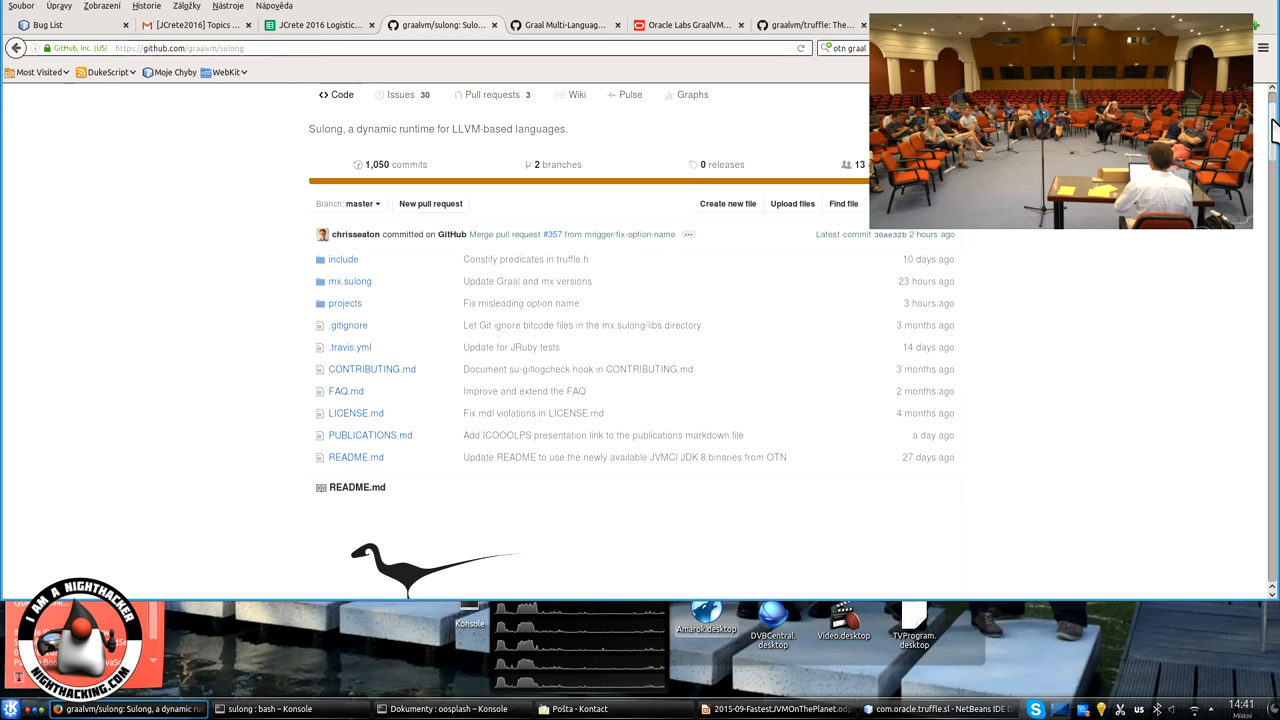 Soubor Úpravy Zobrazení Historie Záložky Nástroje Nápověda
Bug List
[JCrete2016] Topics ...
JCrete 2016 Logistic...
graalvm/sulong: Sulo...
Graal Multi-Language...
Oracle Labs GraalVM...
graalvm/truffle: The...
GitHub, Inc. (US)
https://github.com/graalvm/sulong
otn graal
Most Visited
DukeScript
Moje Chyby
WebKit
Code
Issues 30
Pull requests 3
Wiki
Pulse
Graphs
Sulong, a dynamic runtime for LLVM-based languages.
1,050 commits
2 branches
0 releases
13
Branch: master
New pull request
Create new file
Upload files
Find file
chrisseaton committed on GitHub Merge pull request #357 from mrigger/fix-option-name ...
Latest commit 30ae32b 2 hours ago
include Constify predicates in truffle.h 10 days ago
mx.sulong Update Graal and mx versions 23 hours ago
projects Fix misleading option name 3 hours ago
.gitignore Let Git ignore bitcode files in the mx.sulong/libs directory 3 months ago
.travis.yml Update for JRuby tests 14 days ago
CONTRIBUTING.md Document su-gitlogcheck hook in CONTRIBUTING.md 3 months ago
FAQ.md Improve and extend the FAQ 2 months ago
LICENSE.md Fix mdl violations in LICENSE.md 4 months ago
PUBLICATIONS.md Add ICOOOLPS presentation link to the publications markdown file a day ago
README.md Update README to use the newly available JVMCI JDK 8 binaries from OTN 27 days ago
README.md
I AM A NIGHTHACKER
NIGHTHACKING.COM
Konsole
Amarok.desktop
DVBCentral.
desktop
Video.desktop
TVProgram.
desktop
graalvm/sulong: Sulong, a dynamic ru
sulong : bash – Konsole
Dokumenty : oosplash – Konsole
Pošta - Kontact
2015-09-FastestJVMOnThePlanet.odp
com.oracle.truffle.sl - NetBeans IDE D
us
14:41
Místní